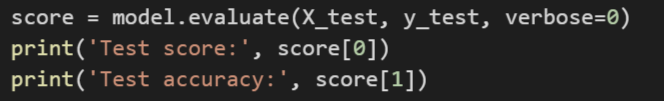 score = model.evaluate(X_test, y_test, verbose=0)
print('Test score:', score[0])
print('Test accuracy:', score[1])